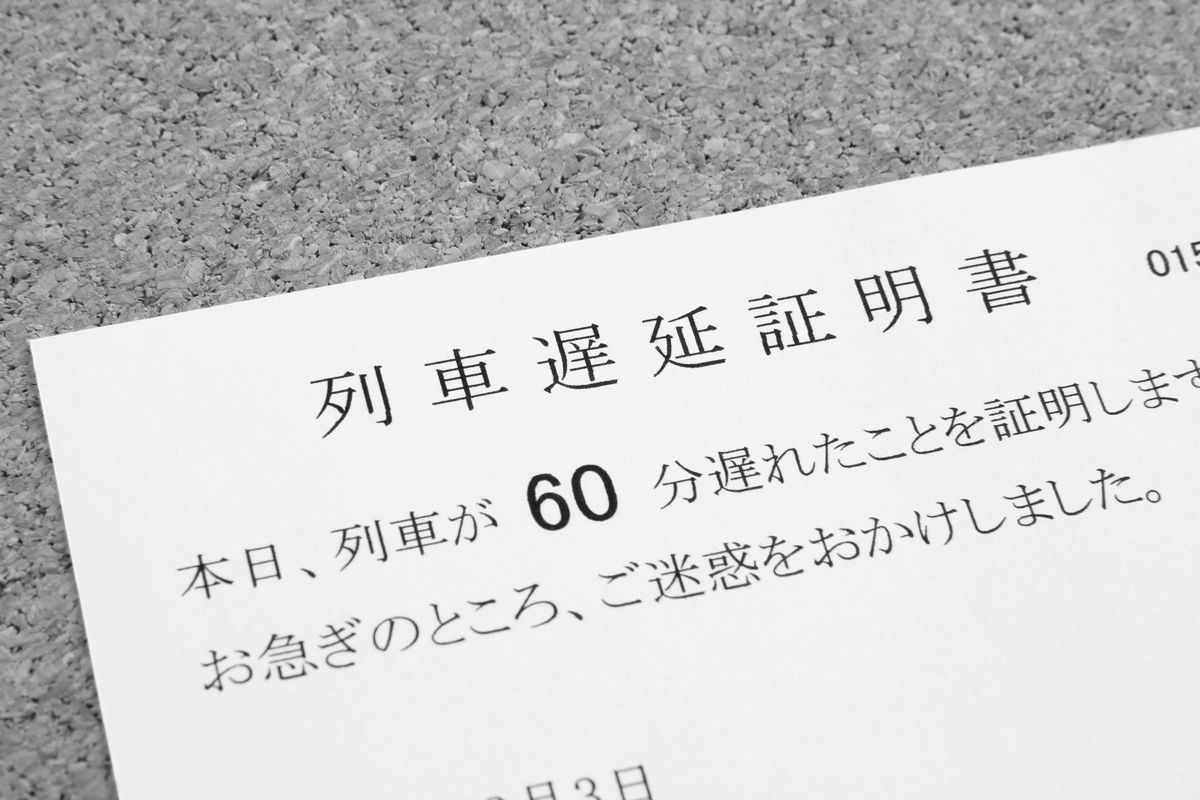 015
列車遅延証明書
本日、列車が 60 分遅れたことを証明します
お急ぎのところ、ご迷惑をおかけしました。
月3日